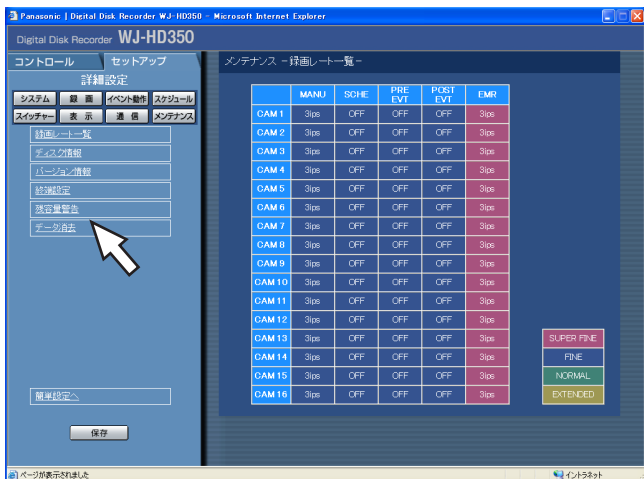 Panasonic | Digital Disk Recorder WJ-HD350 - Microsoft Internet Explorer
Digital Disk Recorder WJ-HD350
コントロール セットアップ
詳細設定
システム 録 画 イベント動作 スケジュール
スイッチャー 表 示 通 信 メンテナンス
録画レート一覧
ディスク情報
バージョン情報
終端設定
残容量警告
データ消去
簡単設定へ
保存
メンテナンス -録画レート一覧-
MANU SCHE PRE EVT POST EVT EMR
CAM 1 3ips OFF OFF OFF 3ips
CAM 2 3ips OFF OFF OFF 3ips
CAM 3 3ips OFF OFF OFF 3ips
CAM 4 3ips OFF OFF OFF 3ips
CAM 5 3ips OFF OFF OFF 3ips
CAM 6 3ips OFF OFF OFF 3ips
CAM 7 3ips OFF OFF OFF 3ips
CAM 8 3ips OFF OFF OFF 3ips
CAM 9 3ips OFF OFF OFF 3ips
CAM 10 3ips OFF OFF OFF 3ips
CAM 11 3ips OFF OFF OFF 3ips
CAM 12 3ips OFF OFF OFF 3ips
CAM 13 3ips OFF OFF OFF 3ips
CAM 14 3ips OFF OFF OFF 3ips
CAM 15 3ips OFF OFF OFF 3ips
CAM 16 3ips OFF OFF OFF 3ips
SUPER FINE
FINE
NORMAL
EXTENDED
ページが表示されました イントラネット